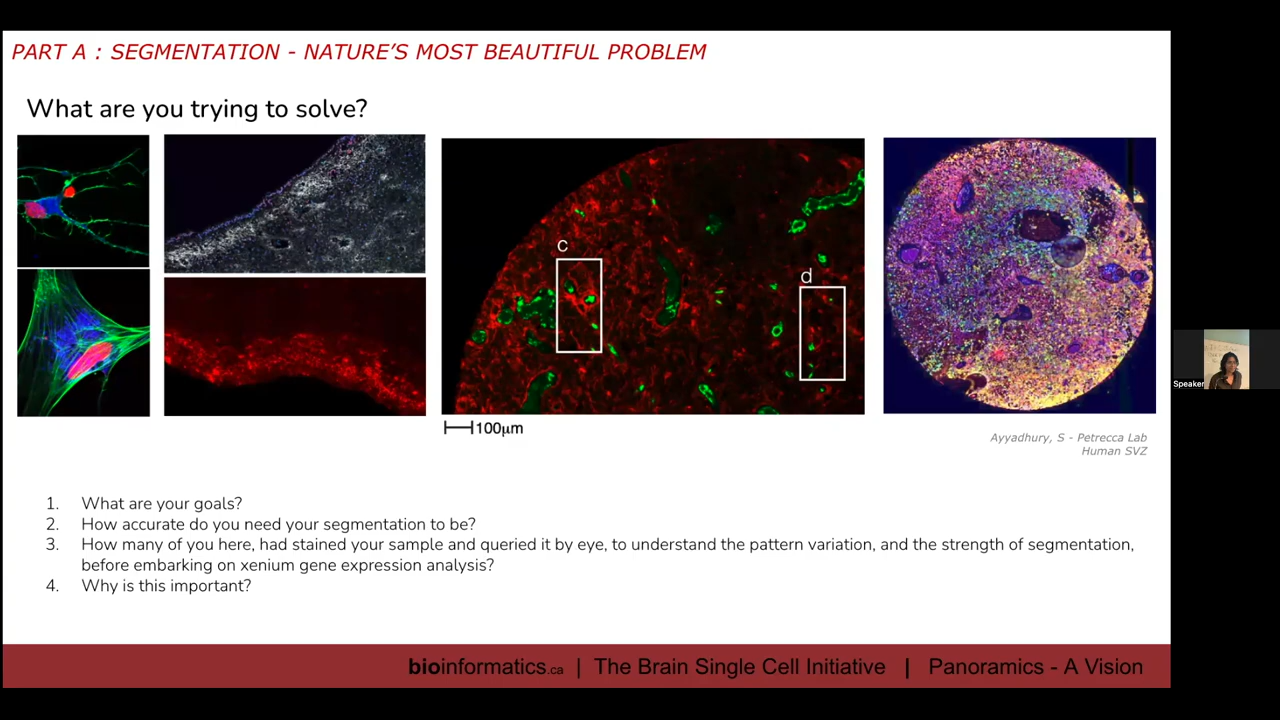 PART A : SEGMENTATION - NATURE'S MOST BEAUTIFUL PROBLEM
What are you trying to solve?
c
d
100µm
Ayyadhury, S - Petrecca Lab
Human SVZ
Speaker
1. What are your goals?
2. How accurate do you need your segmentation to be?
3. How many of you here, had stained your sample and queried it by eye, to understand the pattern variation, and the strength of segmentation,
before embarking on xenium gene expression analysis?
4. Why is this important?
bioinformatics.ca | The Brain Single Cell Initiative | Panoramics - A Vision